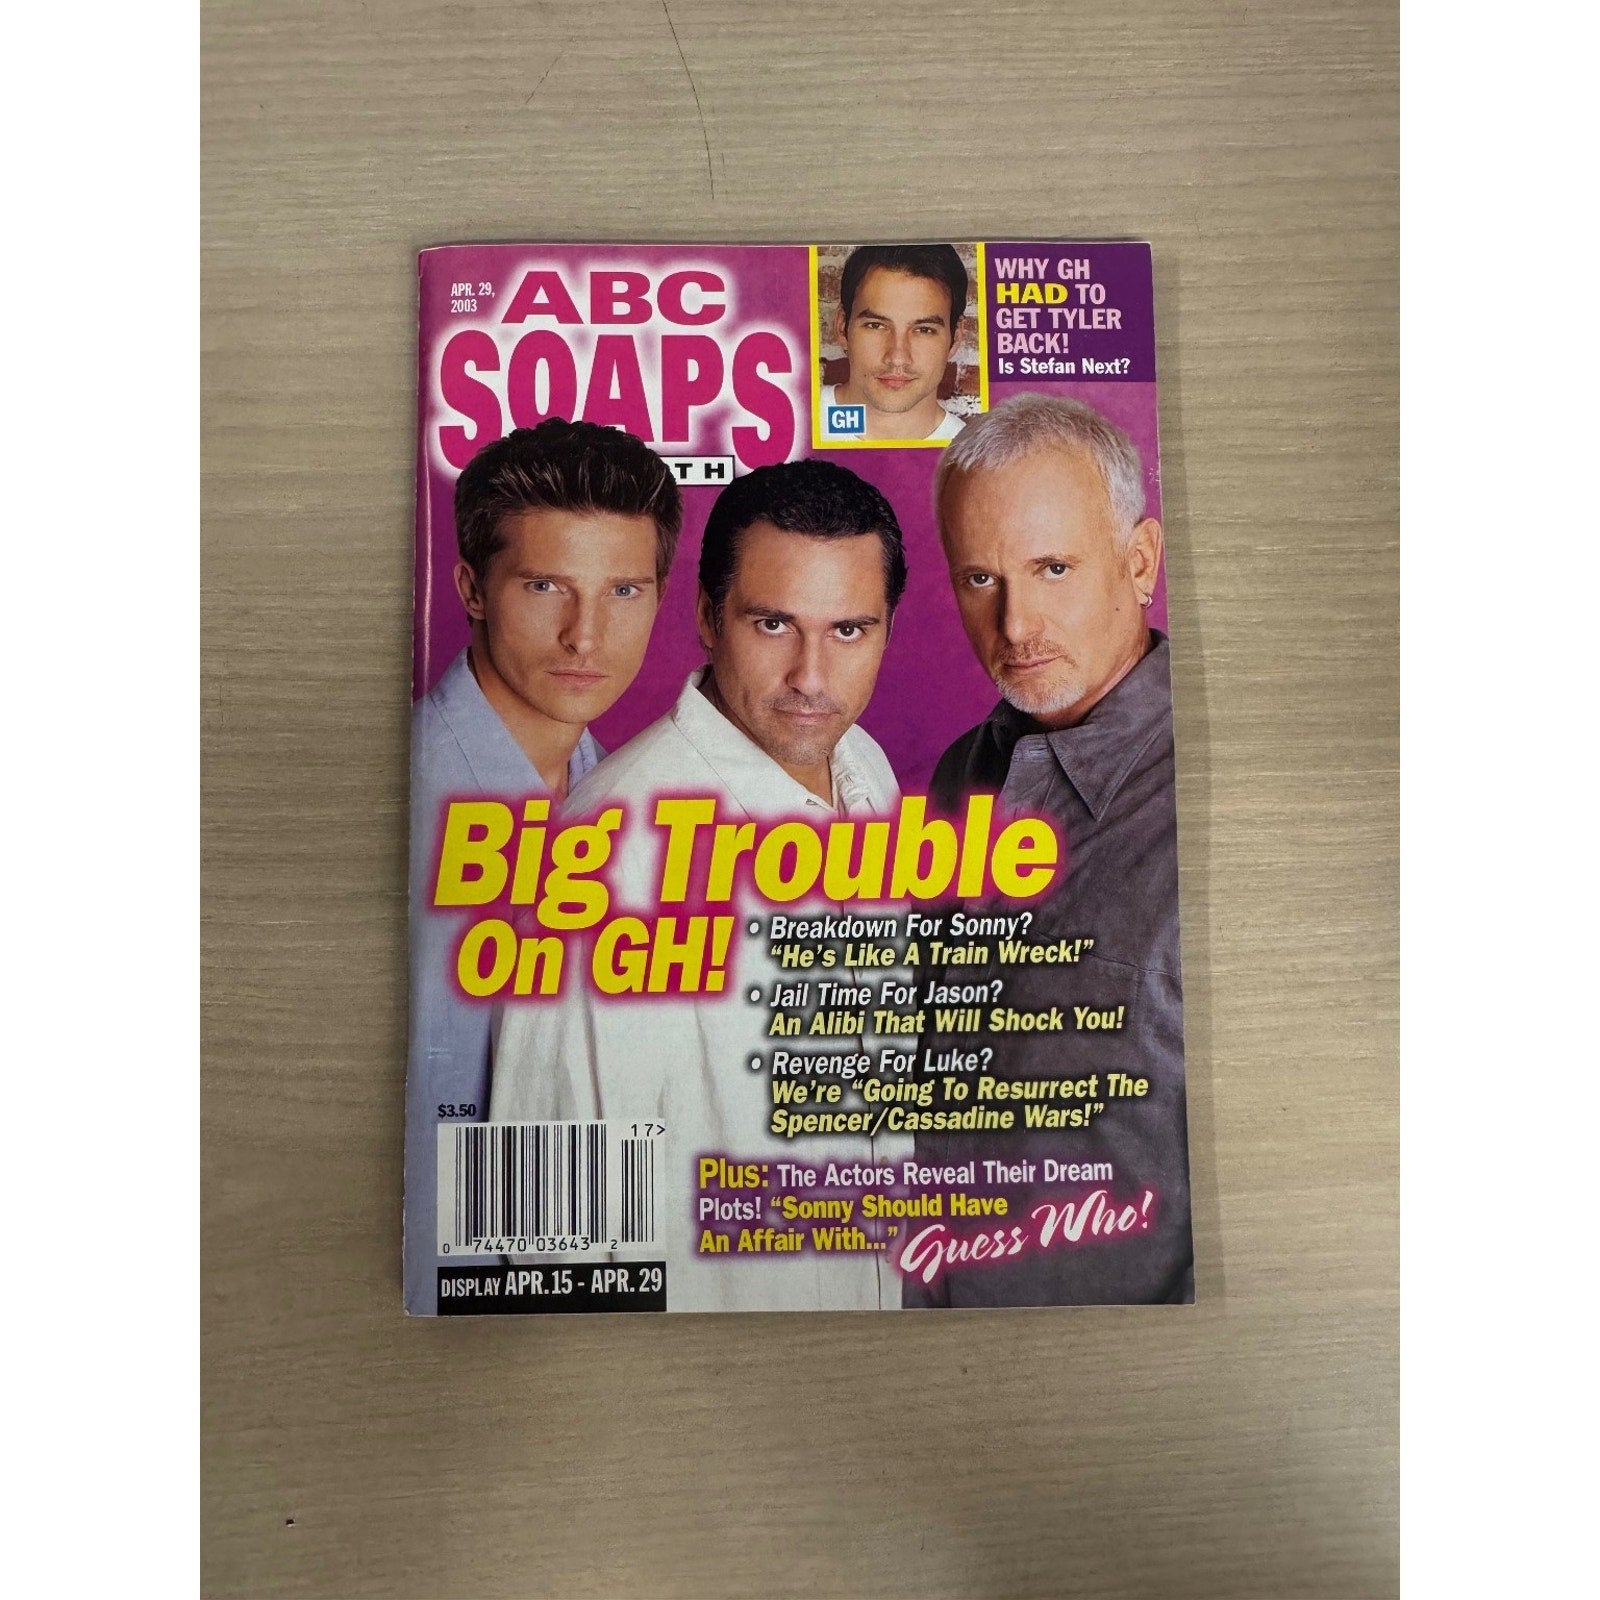 APR. 29,
2003
ABC
SOAPS
TH
GH
WHY GH
HAD TO
GET TYLER
BACK!
Is Stefan Next?
Big Trouble
On GH!
• Breakdown For Sonny?
“He's Like A Train Wreck!”
• Jail Time For Jason?
An Alibi That Will Shock You!
• Revenge For Luke?
We're “Going To Resurrect The
Spencer/Cassadine Wars!”
Plus: The Actors Reveal Their Dream
Plots! “Sonny Should Have
An Affair With...” Guess Who!
$3.50
17>
0 74470 03643 2
DISPLAY APR.15 - APR. 29